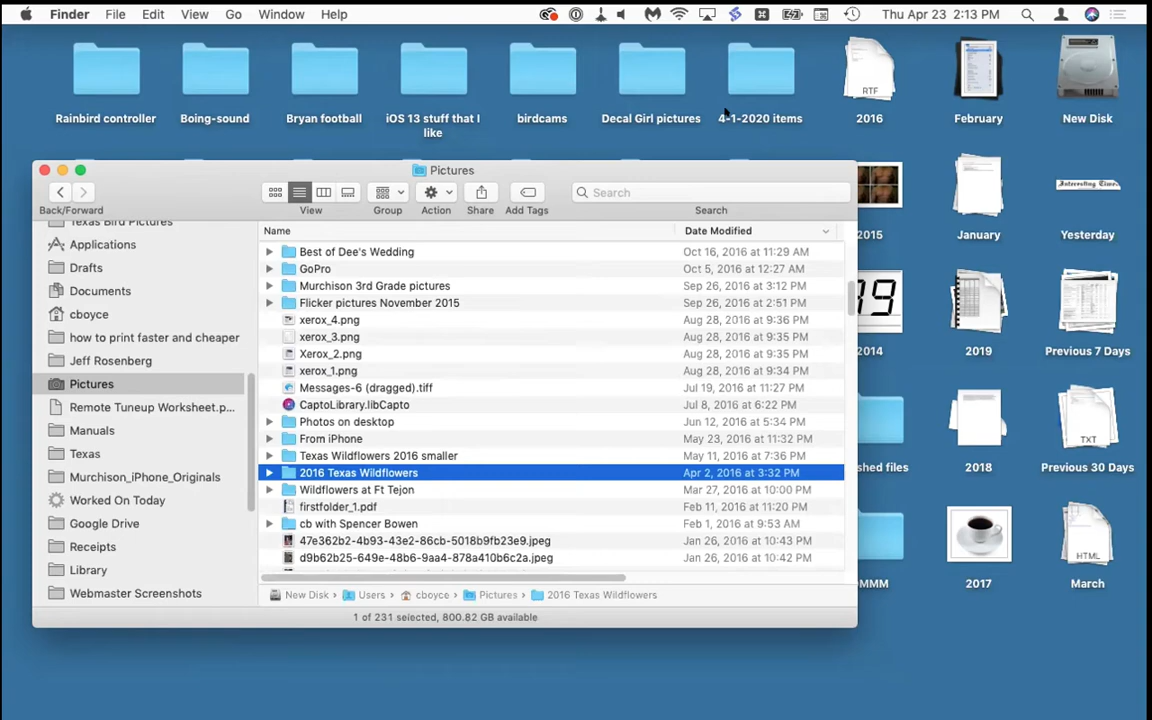 Finder File Edit View Go Window Help Thu Apr 23 2:13 PM
Rainbird controller Boing-sound Bryan football iOS 13 stuff that I like birdcams Decal Girl pictures 4-1-2020 items 2016 February New Disk
RTF
Pictures
Back/Forward View Group Action Share Add Tags Search
Search
2015 January Yesterday
Interesting Time
Name Date Modified
Texas Bird Pictures
Applications
Drafts
Documents
cboyce
how to print faster and cheaper
Jeff Rosenberg
Pictures
Remote Tuneup Worksheet.p...
Manuals
Texas
Murchison_iPhone_Originals
Worked On Today
Google Drive
Receipts
Library
Webmaster Screenshots
Best of Dee's Wedding Oct 16, 2016 at 11:29 AM
GoPro Oct 5, 2016 at 12:27 AM
Murchison 3rd Grade pictures Sep 26, 2016 at 3:12 PM
Flicker pictures November 2015 Sep 26, 2016 at 2:51 PM
xerox_4.png Aug 28, 2016 at 9:36 PM
xerox_3.png Aug 28, 2016 at 9:35 PM
Xerox_2.png Aug 28, 2016 at 9:35 PM
xerox_1.png Aug 28, 2016 at 9:34 PM
Messages-6 (dragged).tiff Jul 19, 2016 at 11:27 PM
CaptoLibrary.libCapto Jul 8, 2016 at 6:22 PM
Photos on desktop Jun 12, 2016 at 5:34 PM
From iPhone May 23, 2016 at 11:32 PM
Texas Wildflowers 2016 smaller May 11, 2016 at 7:36 PM
2016 Texas Wildflowers Apr 2, 2016 at 3:32 PM
Wildflowers at Ft Tejon Mar 27, 2016 at 10:00 PM
firstfolder_1.pdf Feb 11, 2016 at 11:20 PM
cb with Spencer Bowen Feb 1, 2016 at 9:53 AM
47e362b2-4b93-43e2-86cb-5018b9fb23e9.jpeg Jan 26, 2016 at 10:43 PM
d9b62b25-649e-48b6-9aa4-878a410b6c2a.jpeg Jan 26, 2016 at 10:42 PM
New Disk Users cboyce Pictures 2016 Texas Wildflowers
1 of 231 selected, 800.82 GB available
2014 2019 Previous 7 Days
shed files 2018 Previous 30 Days
TXT
2017 March
HTML